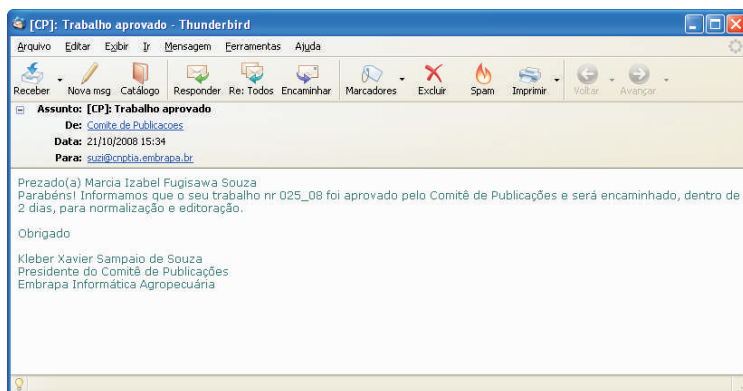 [CP]: Trabalho aprovado - Thunderbird
Arquivo Editar Exibir Ir Mensagem Ferramentas Ajuda
Receber Nova msg Catálogo Responder Re: Todos Encaminhar Marcadores Excluir Spam Imprimir Voltar Avançar
Assunto: [CP]: Trabalho aprovado
De: Comite de Publicacoes
Data: 21/10/2008 15:34
Para: suzi@cnptia.embrapa.br
Prezado(a) Marcia Izabel Fugisawa Souza
Parabéns! Informamos que o seu trabalho nr 025_08 foi aprovado pelo Comitê de Publicações e será encaminhado, dentro de
2 dias, para normalização e editoração.
Obrigado
Kleber Xavier Sampaio de Souza
Presidente do Comitê de Publicações
Embrapa Informática Agropecuária